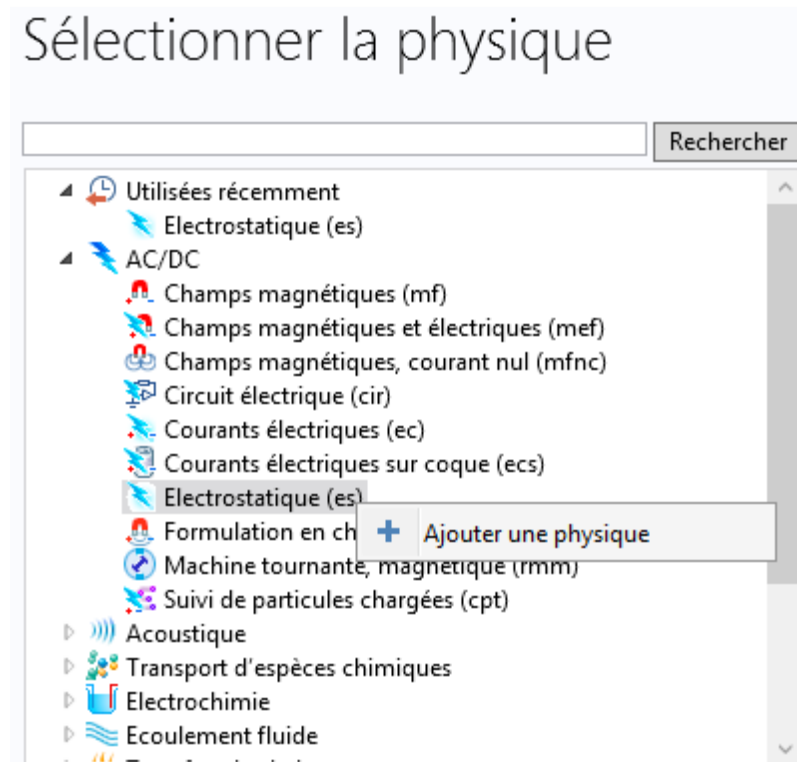 Sélectionner la physique
Rechercher
Utilisées récemment
Electrostatique (es)
AC/DC
Champs magnétiques (mf)
Champs magnétiques et électriques (mef)
Champs magnétiques, courant nul (mfnc)
Circuit électrique (cir)
Courants électriques (ec)
Courants électriques sur coque (ecs)
Electrostatique (es)
Formulation en ch
Ajouter une physique
Machine tournante, magnétique (rmm)
Suivi de particules chargées (cpt)
Acoustique
Transport d'espèces chimiques
Electrochimie
Ecoulement fluide